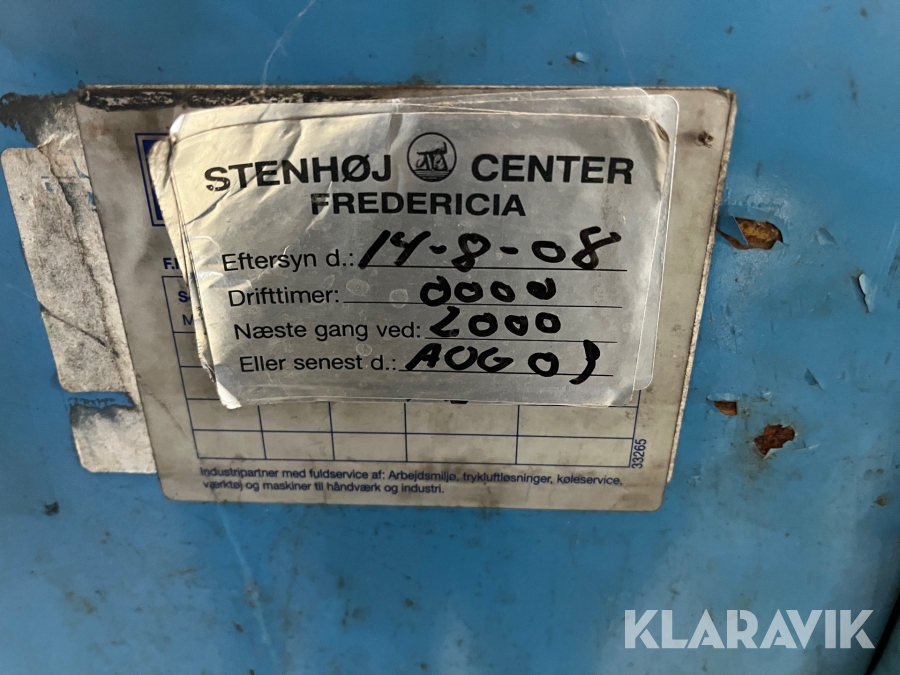 STENHØJ CENTER
FREDERICIA
Eftersyn d.: 14-8-08
Drifttimer: 0000
Næste gang ved: 2000
Eller senest d.: AUG 09
33265
Industripartner med fuldservice af: Arbejdsmiljø, trykluftløsninger, køleservice,
værktøj og maskiner til håndværk og industri.
KLARAVIK